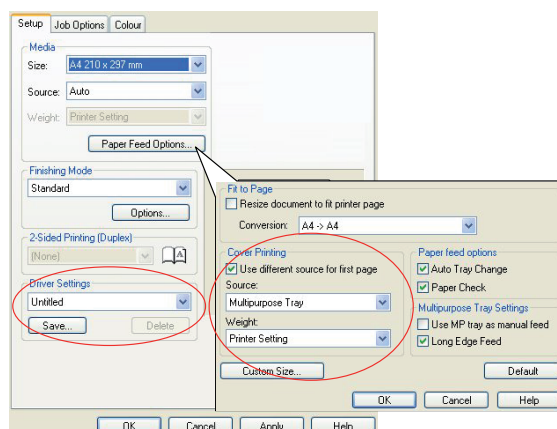 Setup Job Options Colour
Media
Size: A4 210 x 297 mm
Source: Auto
Weight: Printer Setting
Paper Feed Options...
Finishing Mode
Standard
Options...
2-Sided Printing (Duplex)
(None)
A
Driver Settings
Untitled
Save... Delete
OK Cancel Apply Help
Fit to Page
Resize document to fit printer page
Conversion: A4 -> A4
Cover Printing
Use different source for first page
Source:
Multipurpose Tray
Weight:
Printer Setting
Custom Size...
Paper feed options
Auto Tray Change
Paper Check
Multipurpose Tray Settings
Use MP tray as manual feed
Long Edge Feed
Default
OK Cancel Help